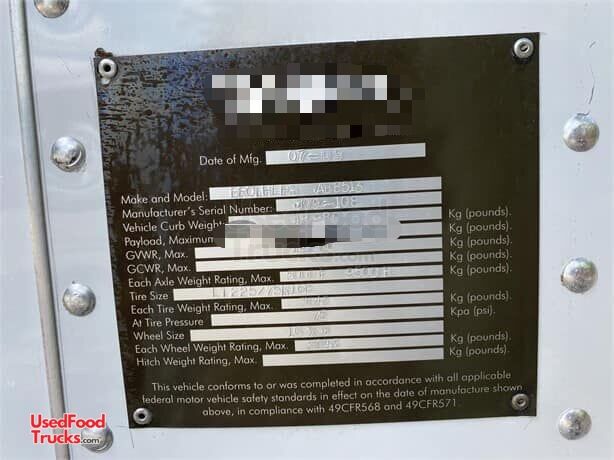 Date of Mfg. 07-09
Make and Model:
Manufacturer's Serial Number:
Vehicle Curb Weight Kg (pounds).
Payload, Maximum Kg (pounds).
GVWR, Max. Kg (pounds).
GCWR, Max. Kg (pounds).
Each Axle Weight Rating, Max. Kg (pounds).
Tire Size
Each Tire Weight Rating, Max. Kg (pounds).
At Tire Pressure Kpa (psi).
Wheel Size
Each Wheel Weight Rating, Max. Kg (pounds).
Hitch Weight Rating, Max. Kg (pounds).
This vehicle conforms to or was completed in accordance with all applicable
federal motor vehicle safety standards in effect on the date of manufacture shown
above, in compliance with 49CFR568 and 49CFR571.
UsedFood
Trucks.com